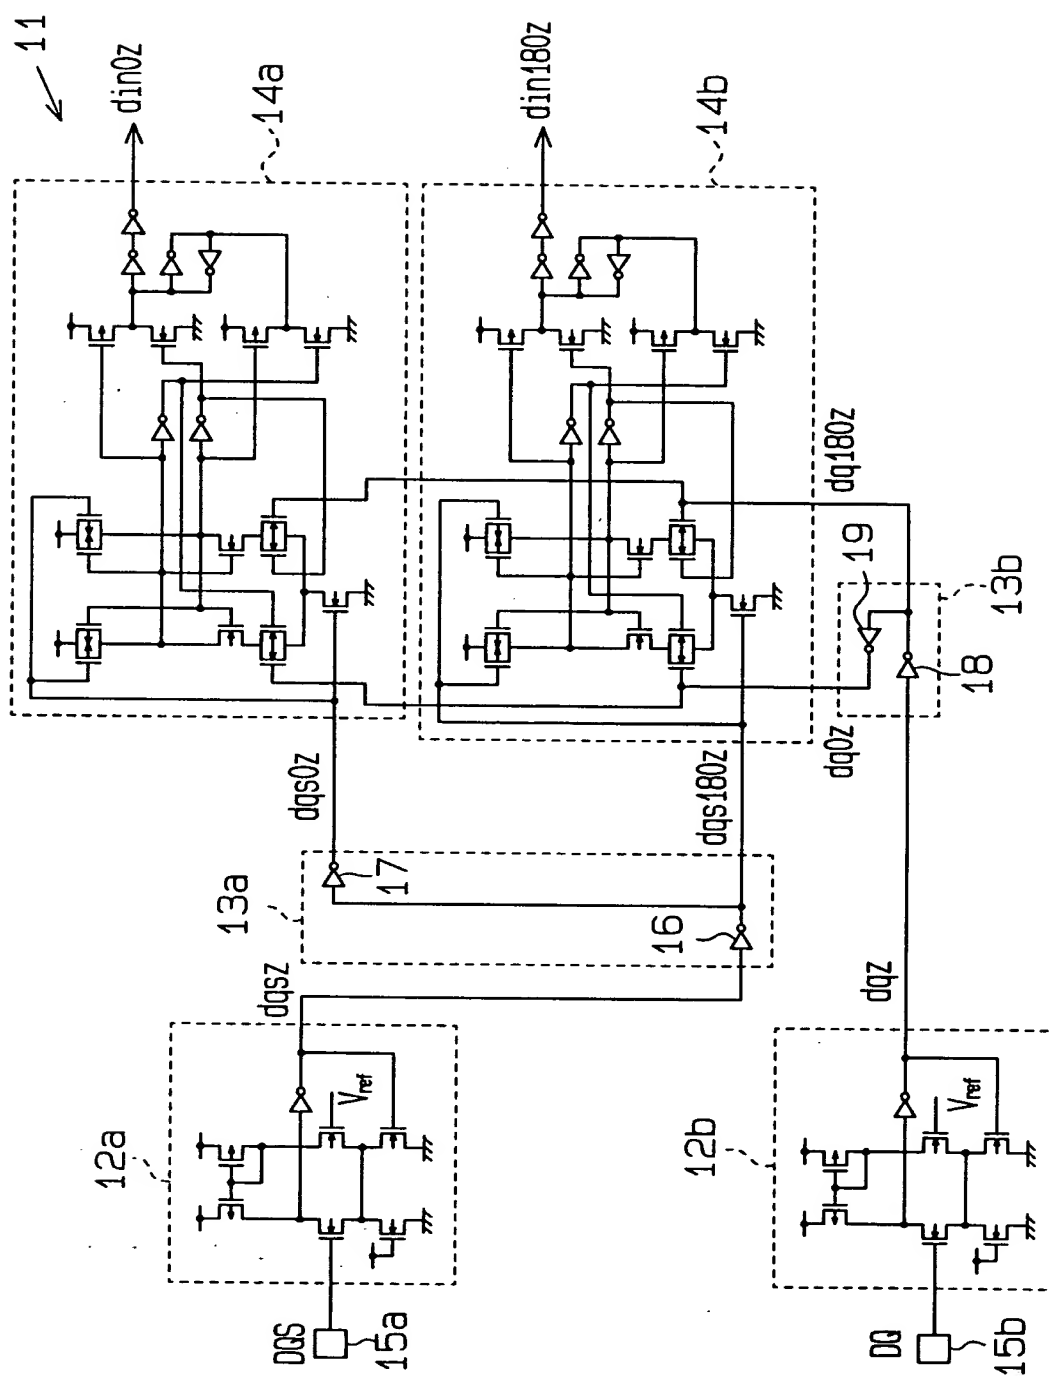 11
din0z
14a
din180z
14b
dq180z
19
13b
18
dq0z
dqs0z
dqs180z
17
13a
16
dqsz
dqz
Vref
12a
Vref
12b
DQS
15a
DQ
15b